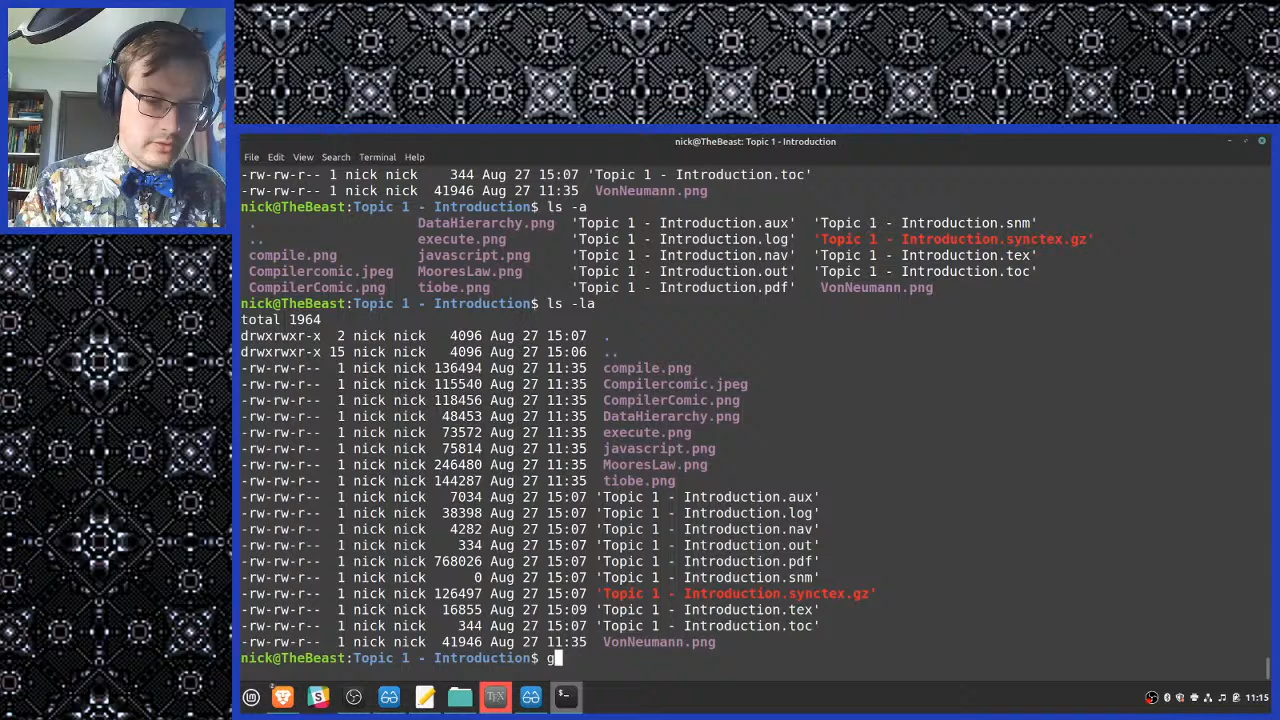 nick@TheBeast: Topic 1 - Introduction
File Edit View Search Terminal Help
-rw-rw-r-- 1 nick nick    344 Aug 27 15:07 'Topic 1 - Introduction.toc'
-rw-rw-r-- 1 nick nick  41946 Aug 27 11:35  VonNeumann.png
nick@TheBeast:Topic 1 - Introduction$ ls -a
 .                   DataHierarchy.png  'Topic 1 - Introduction.aux'  'Topic 1 - Introduction.snm'
 ..                  execute.png        'Topic 1 - Introduction.log'  'Topic 1 - Introduction.synctex.gz'
 compile.png         javascript.png     'Topic 1 - Introduction.nav'  'Topic 1 - Introduction.tex'
 Compilercomic.jpeg  MooresLaw.png      'Topic 1 - Introduction.out'  'Topic 1 - Introduction.toc'
 CompilerComic.png   tiobe.png          'Topic 1 - Introduction.pdf'   VonNeumann.png
nick@TheBeast:Topic 1 - Introduction$ ls -la
total 1964
drwxrwxr-x  2 nick nick   4096 Aug 27 15:07  .
drwxrwxr-x 15 nick nick   4096 Aug 27 15:06  ..
-rw-rw-r--  1 nick nick 136494 Aug 27 11:35  compile.png
-rw-rw-r--  1 nick nick 115540 Aug 27 11:35  Compilercomic.jpeg
-rw-rw-r--  1 nick nick 118456 Aug 27 11:35  CompilerComic.png
-rw-rw-r--  1 nick nick  48453 Aug 27 11:35  DataHierarchy.png
-rw-rw-r--  1 nick nick  73572 Aug 27 11:35  execute.png
-rw-rw-r--  1 nick nick  75814 Aug 27 11:35  javascript.png
-rw-rw-r--  1 nick nick 246480 Aug 27 11:35  MooresLaw.png
-rw-rw-r--  1 nick nick 144287 Aug 27 11:35  tiobe.png
-rw-rw-r--  1 nick nick   7034 Aug 27 15:07 'Topic 1 - Introduction.aux'
-rw-rw-r--  1 nick nick  38398 Aug 27 15:07 'Topic 1 - Introduction.log'
-rw-rw-r--  1 nick nick   4282 Aug 27 15:07 'Topic 1 - Introduction.nav'
-rw-rw-r--  1 nick nick    334 Aug 27 15:07 'Topic 1 - Introduction.out'
-rw-rw-r--  1 nick nick 768026 Aug 27 15:07 'Topic 1 - Introduction.pdf'
-rw-rw-r--  1 nick nick      0 Aug 27 15:07 'Topic 1 - Introduction.snm'
-rw-rw-r--  1 nick nick 126497 Aug 27 15:07 'Topic 1 - Introduction.synctex.gz'
-rw-rw-r--  1 nick nick  16855 Aug 27 15:09 'Topic 1 - Introduction.tex'
-rw-rw-r--  1 nick nick    344 Aug 27 15:07 'Topic 1 - Introduction.toc'
-rw-rw-r--  1 nick nick  41946 Aug 27 11:35  VonNeumann.png
nick@TheBeast:Topic 1 - Introduction$ g
TEX
11:15